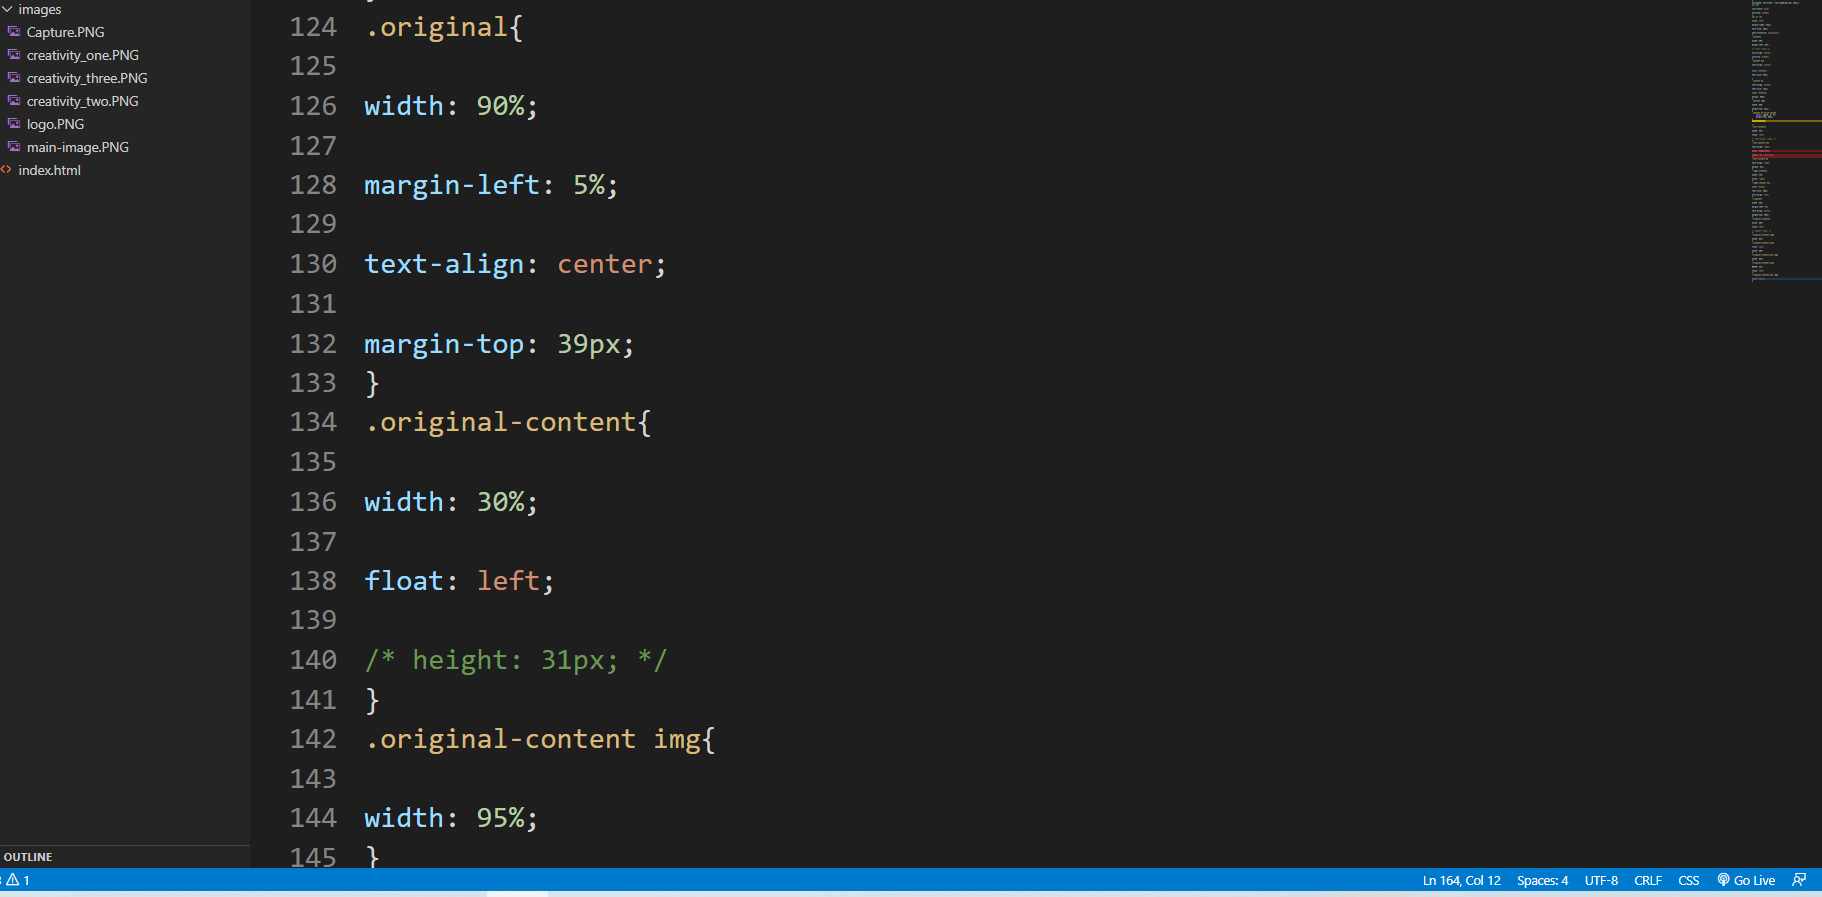 images
Capture.PNG
creativity_one.PNG
creativity_three.PNG
creativity_two.PNG
logo.PNG
main-image.PNG
index.html
OUTLINE
124 .original{
125
126 width: 90%;
127
128 margin-left: 5%;
129
130 text-align: center;
131
132 margin-top: 39px;
133 }
134 .original-content{
135
136 width: 30%;
137
138 float: left;
139
140 /* height: 31px; */
141 }
142 .original-content img{
143
144 width: 95%;
145 }
1
Ln 164, Col 12 Spaces: 4 UTF-8 CRLF CSS Go Live